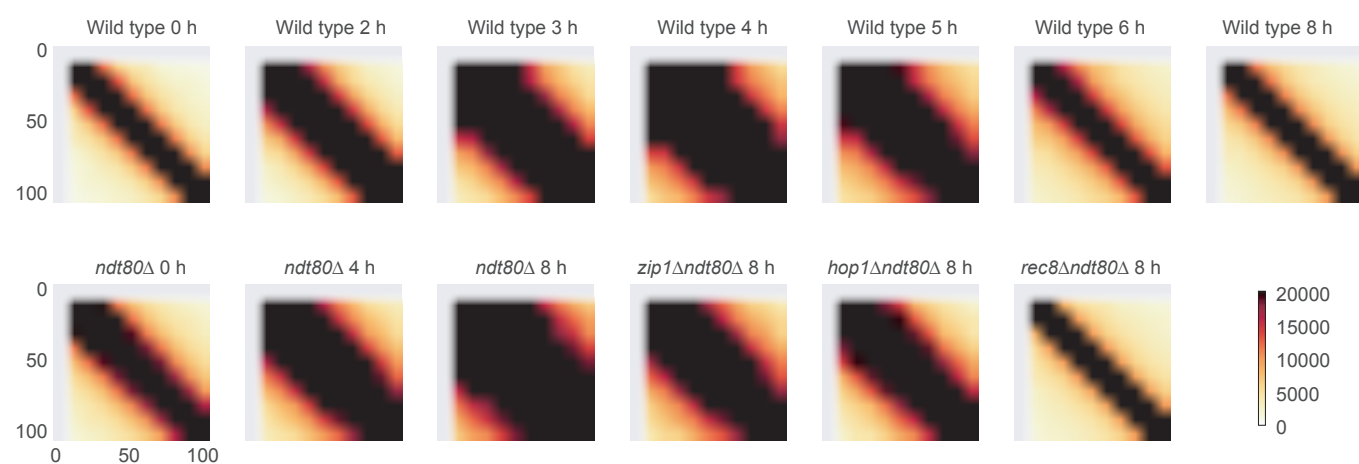 Wild type 0 h
Wild type 2 h
Wild type 3 h
Wild type 4 h
Wild type 5 h
Wild type 6 h
Wild type 8 h
0
50
100
ndt80Δ 0 h
ndt80Δ 4 h
ndt80Δ 8 h
zip1Δndt80Δ 8 h
hop1Δndt80Δ 8 h
rec8Δndt80Δ 8 h
0
50
100
0
50
100
20000
15000
10000
5000
0